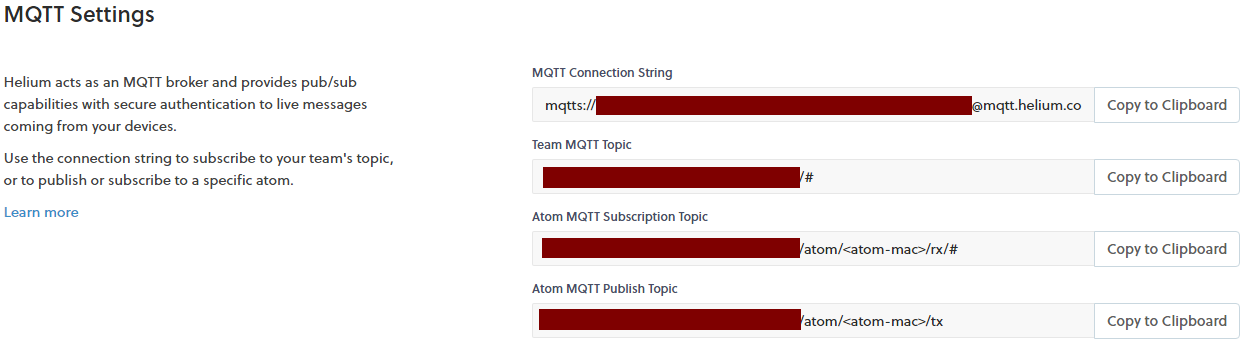 MQTT Settings
Helium acts as an MQTT broker and provides pub/sub
capabilities with secure authentication to live messages
coming from your devices.
Use the connection string to subscribe to your team's topic,
or to publish or subscribe to a specific atom.
Learn more
MQTT Connection String
mqtts:// @mqtt.helium.co Copy to Clipboard
Team MQTT Topic
/# Copy to Clipboard
Atom MQTT Subscription Topic
/atom/<atom-mac>/rx/# Copy to Clipboard
Atom MQTT Publish Topic
/atom/<atom-mac>/tx Copy to Clipboard